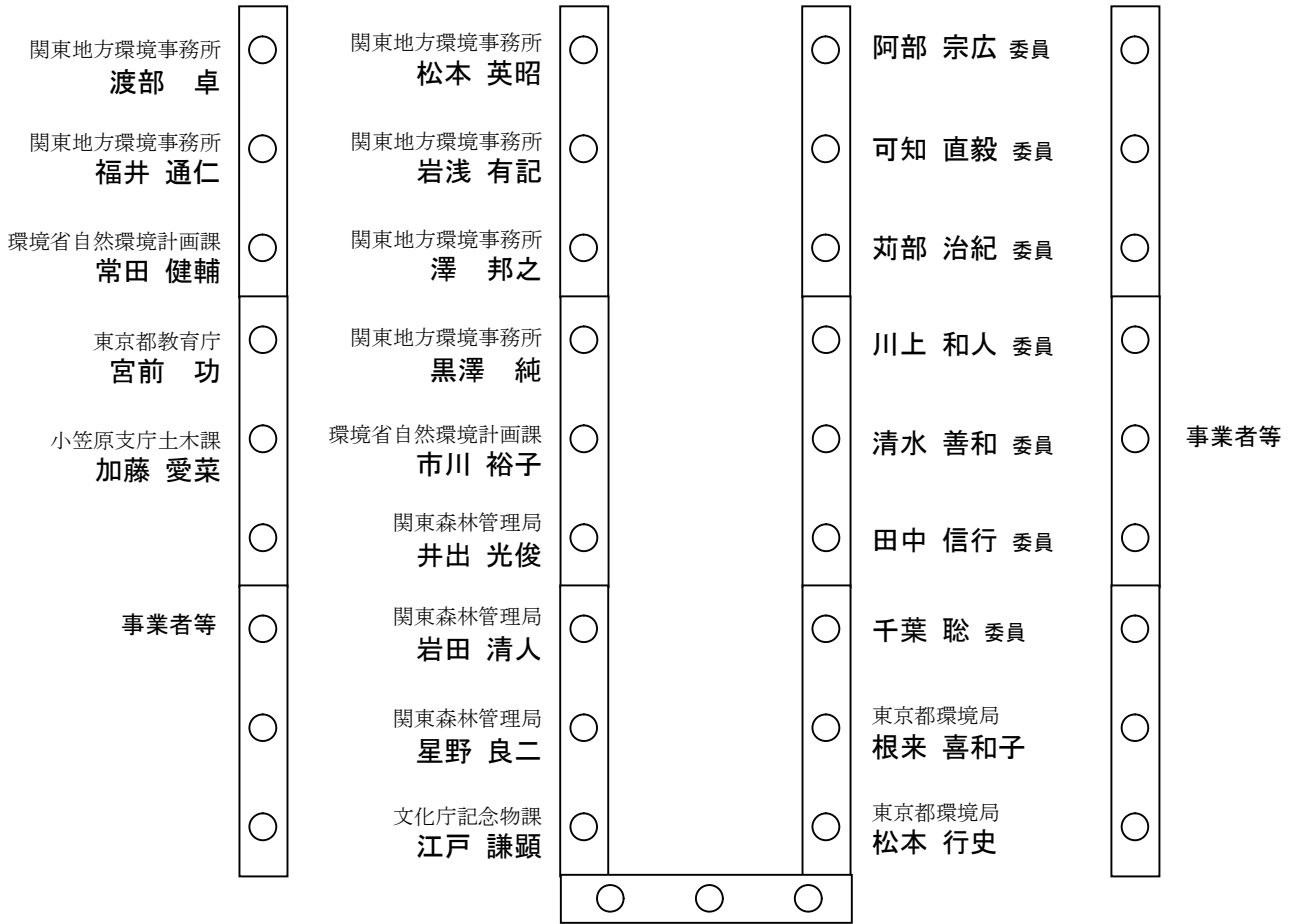 関東地方環境事務所
渡部　卓
関東地方環境事務所
福井 通仁
環境省自然環境計画課
常田 健輔
東京都教育庁
宮前　功
小笠原支庁土木課
加藤 愛菜
事業者等
関東地方環境事務所
松本 英昭
関東地方環境事務所
岩浅 有記
関東地方環境事務所
澤　邦之
関東地方環境事務所
黒澤　純
環境省自然環境計画課
市川 裕子
関東森林管理局
井出 光俊
関東森林管理局
岩田 清人
関東森林管理局
星野 良二
文化庁記念物課
江戸 謙顕
阿部 宗広 委員
可知 直毅 委員
苅部 治紀 委員
川上 和人 委員
清水 善和 委員
田中 信行 委員
千葉 聡 委員
東京都環境局
根来 喜和子
東京都環境局
松本 行史
事業者等